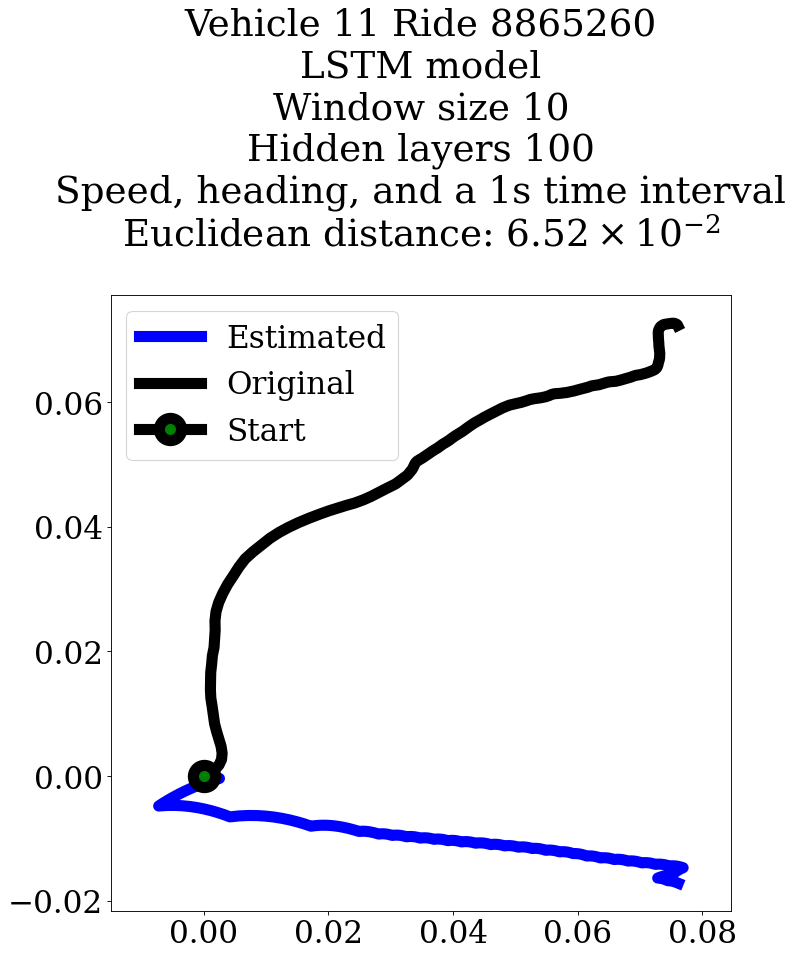 Vehicle 11 Ride 8865260
LSTM model
Window size 10
Hidden layers 100
Speed, heading, and a 1s time interval
Euclidean distance: 6.52 × 10⁻²
Estimated
Original
Start
0.06
0.04
0.02
0.00
−0.02
0.00 0.02 0.04 0.06 0.08